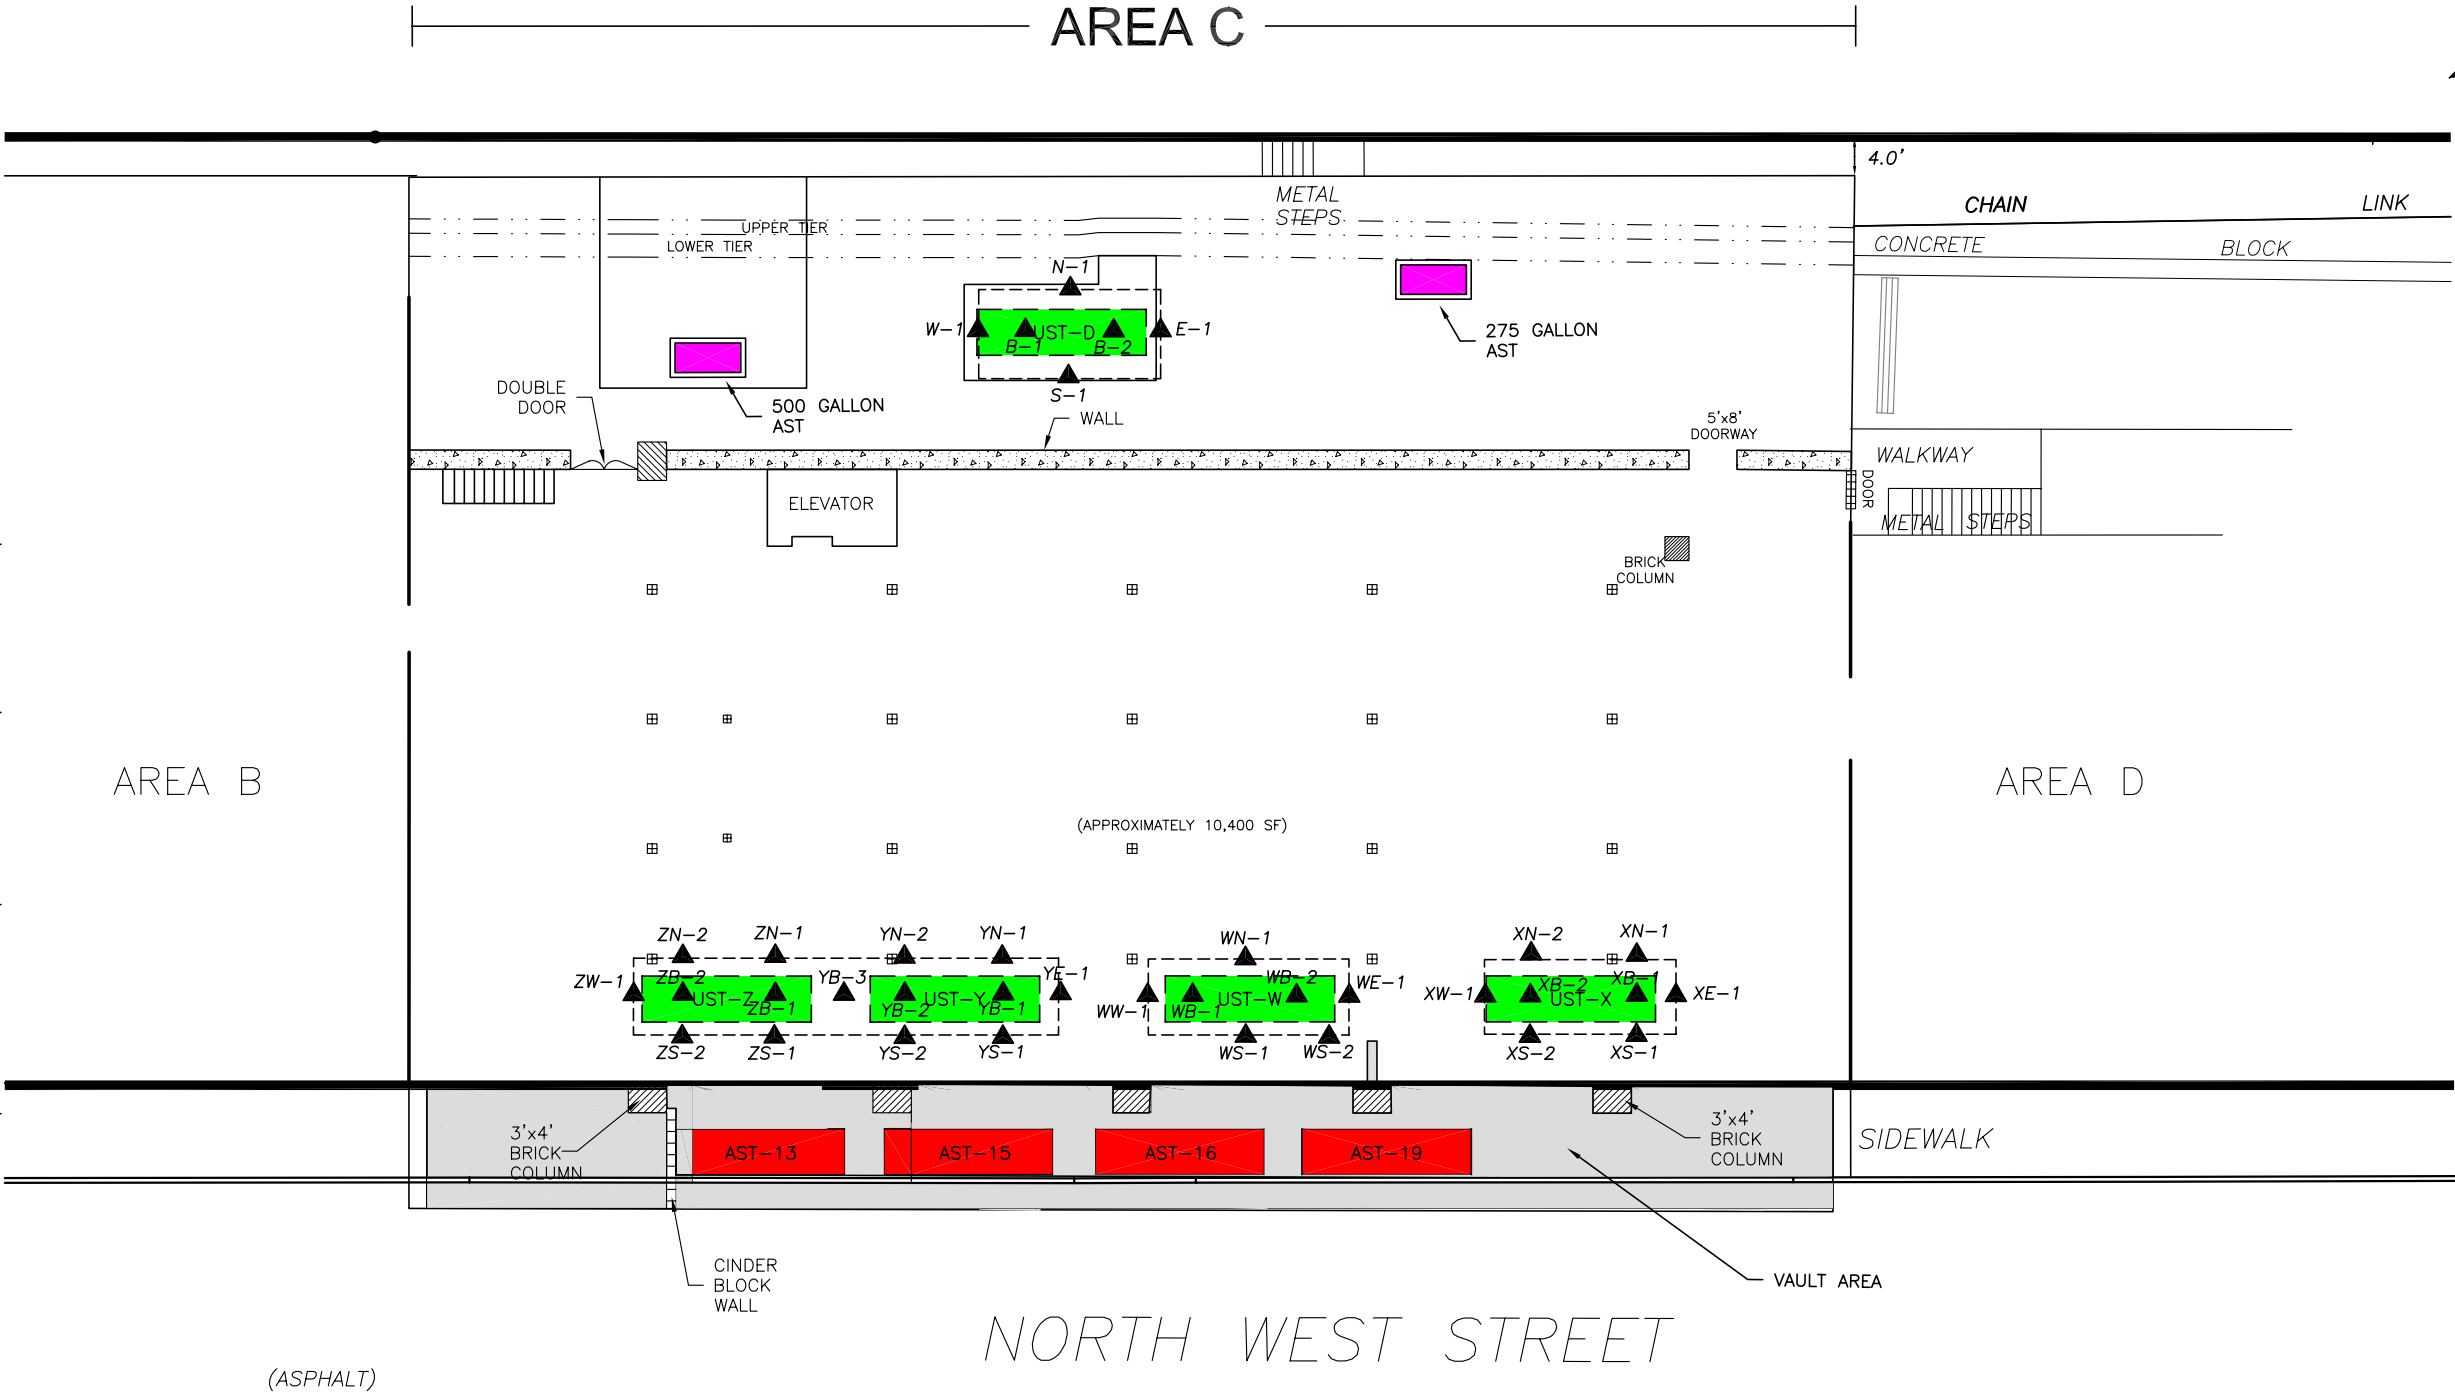 AREA C
4.0'
METAL
STEPS
CHAIN
LINK
UPPER TIER
LOWER TIER
CONCRETE
BLOCK
N-1
W-1
UST-D
E-1
B-1
B-2
S-1
275 GALLON
AST
DOUBLE
DOOR
500 GALLON
AST
WALL
5'x8'
DOORWAY
WALKWAY
DOOR
ELEVATOR
METAL STEPS
BRICK
COLUMN
AREA B
AREA D
(APPROXIMATELY 10,400 SF)
ZN-2
ZN-1
YN-2
YN-1
WN-1
XN-2
XN-1
ZW-1
ZB-2
YB-3
YE-1
WB-2
WE-1
XW-1
XB-2
XB-1
XE-1
UST-Z
UST-Y
UST-W
UST-X
ZB-1
YB-2
YB-1
WW-1
WB-1
ZS-2
ZS-1
YS-2
YS-1
WS-1
WS-2
XS-2
XS-1
3'x4'
BRICK
COLUMN
AST-13
AST-15
AST-16
AST-19
3'x4'
BRICK
COLUMN
SIDEWALK
CINDER
BLOCK
WALL
VAULT AREA
NORTH WEST STREET
(ASPHALT)